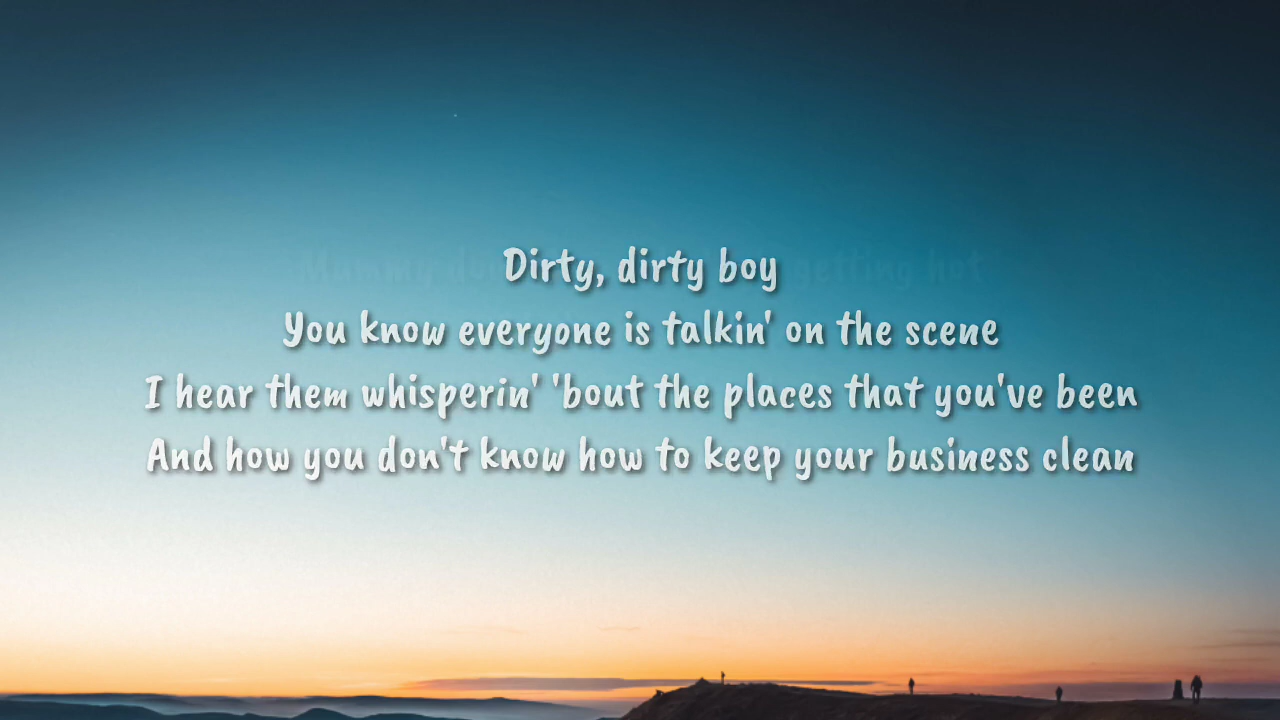 Dirty, dirty boy
You know everyone is talkin' on the scene
I hear them whisperin' 'bout the places that you've been
And how you don't know how to keep your business clean